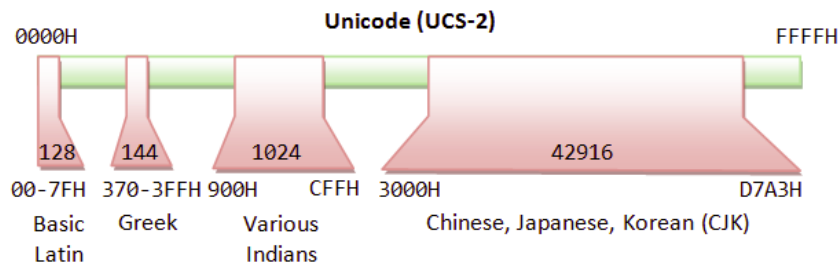 Unicode (UCS-2)
0000H FFFFH
128 144 1024 42916
00-7FH 370-3FFH 900H CFFH 3000H D7A3H
Basic Greek Various Chinese, Japanese, Korean (CJK)
Latin Indians